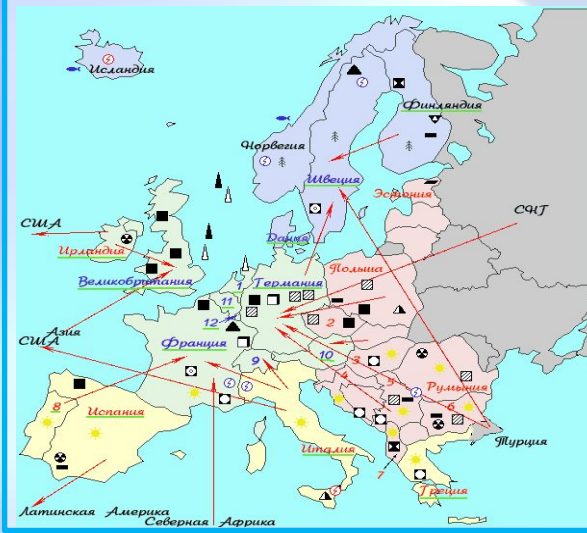 Исландия
Финляндия
Норвегия
Швеция
Эстония
США
СНГ
Ирландия
Дания
Великобритания
1
Германия
Польша
11
12
2
Азия
США
Франция
9
10
3
5
4
Румыния
8
Испания
6
Турция
Италия
7
Греция
Латинская Америка
Северная Африка